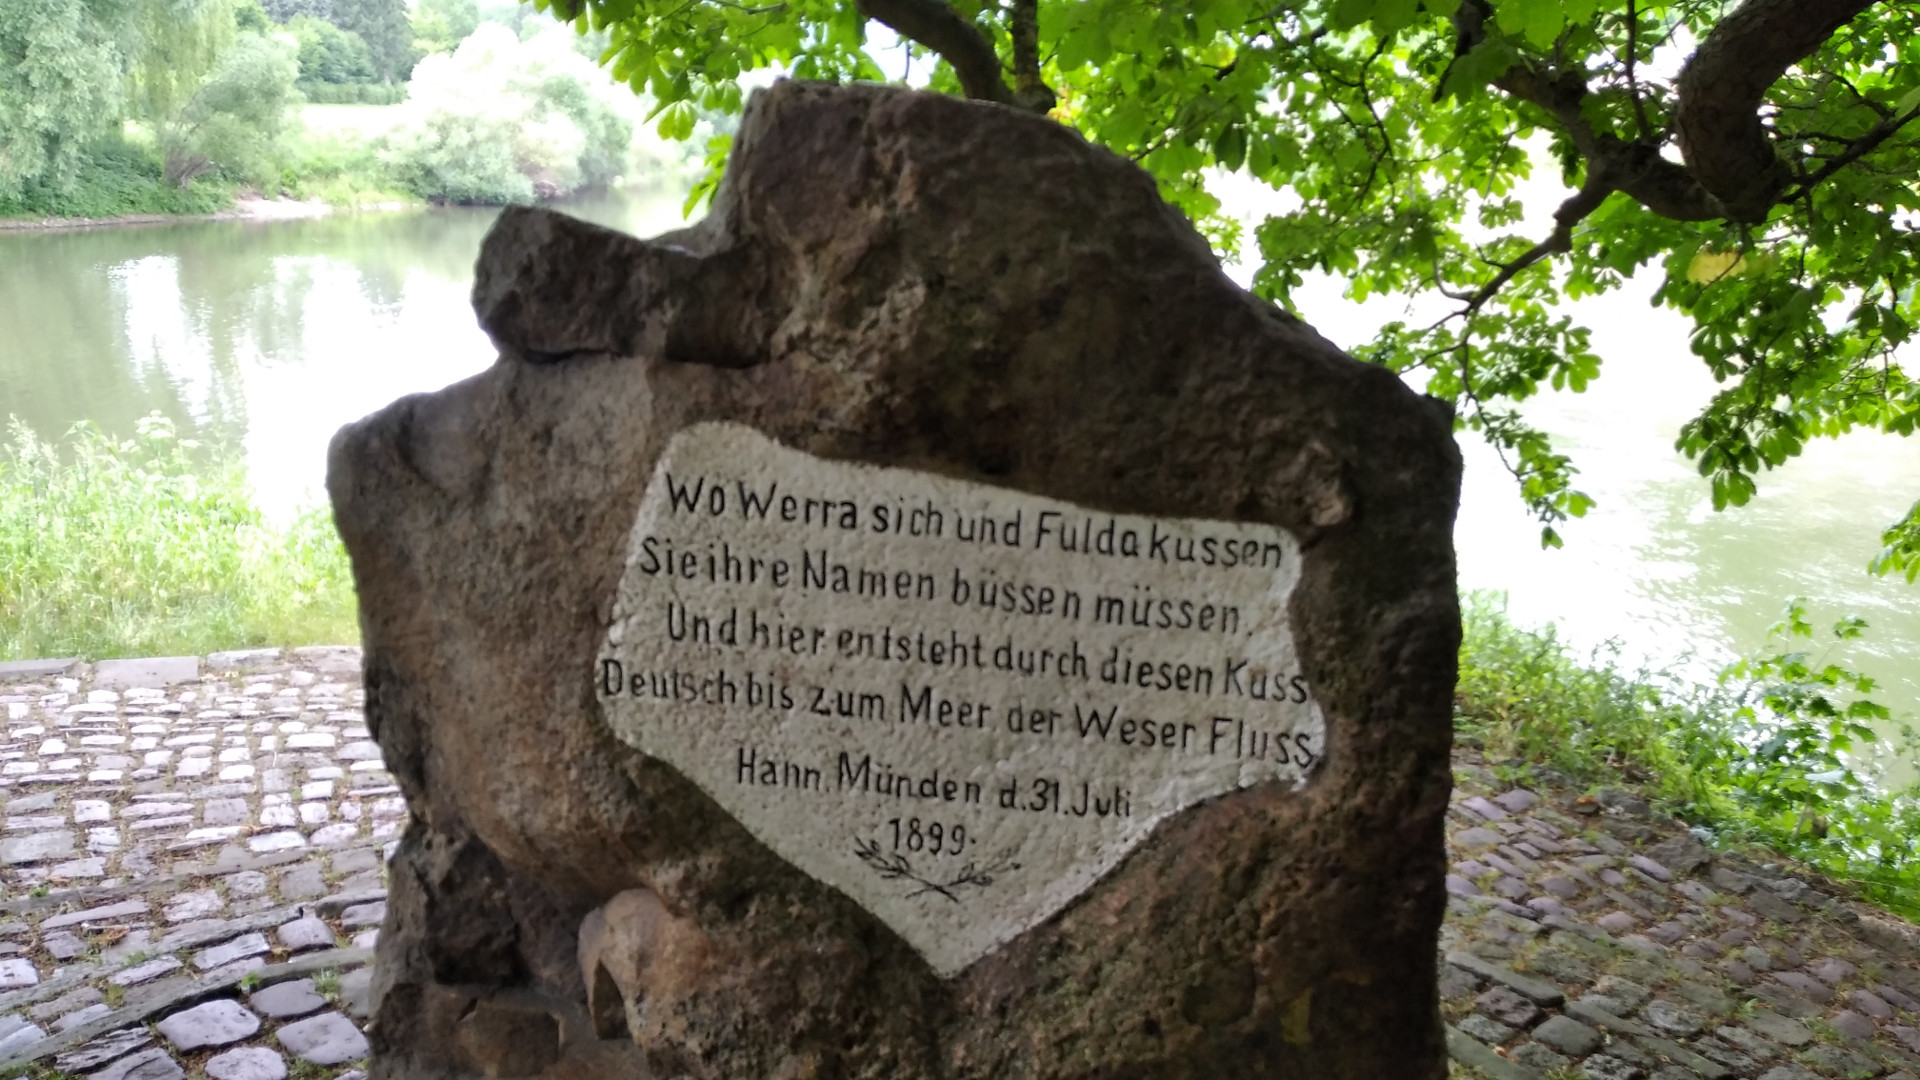 Wo Werra sich und Fulda küssen
Sie ihre Namen büssen müssen.
Und hier entsteht durch diesen Kuss
Deutsch bis zum Meer der Weser Fluss
Hann. Münden d. 31. Juli
1899.